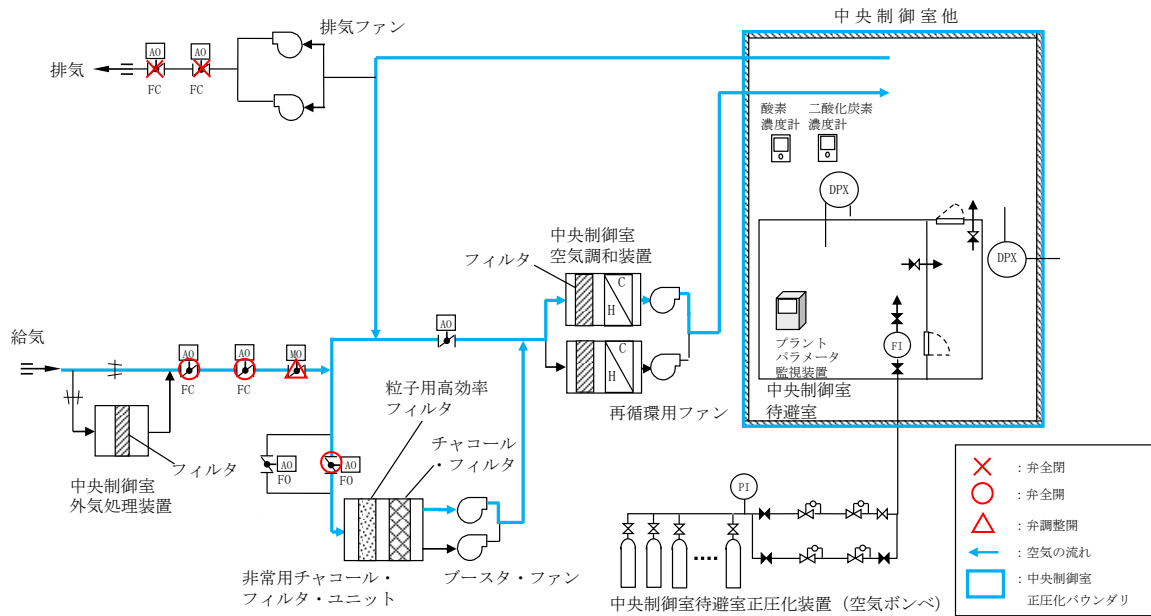 中央制御室他
排気ファン
AO
AO
排気
FC
FC
酸素
濃度計
二酸化炭素
濃度計
DPX
DPX
中央制御室
空気調和装置
フィルタ
C
H
C
H
AO
プラント
パラメータ
監視装置
FI
中央制御室
待避室
再循環用ファン
給気
AO
AO
MO
FC
FC
粒子用高効率
フィルタ
チャコール
・フィルタ
AO
FO
AO
FO
フィルタ
中央制御室
外気処理装置
非常用チャコール・
フィルタ・ユニット
ブースタ・ファン
PI
中央制御室待避室正圧化装置（空気ボンベ）
：弁全閉
：弁全開
：弁調整開
：空気の流れ
：中央制御室
正圧化バウンダリ